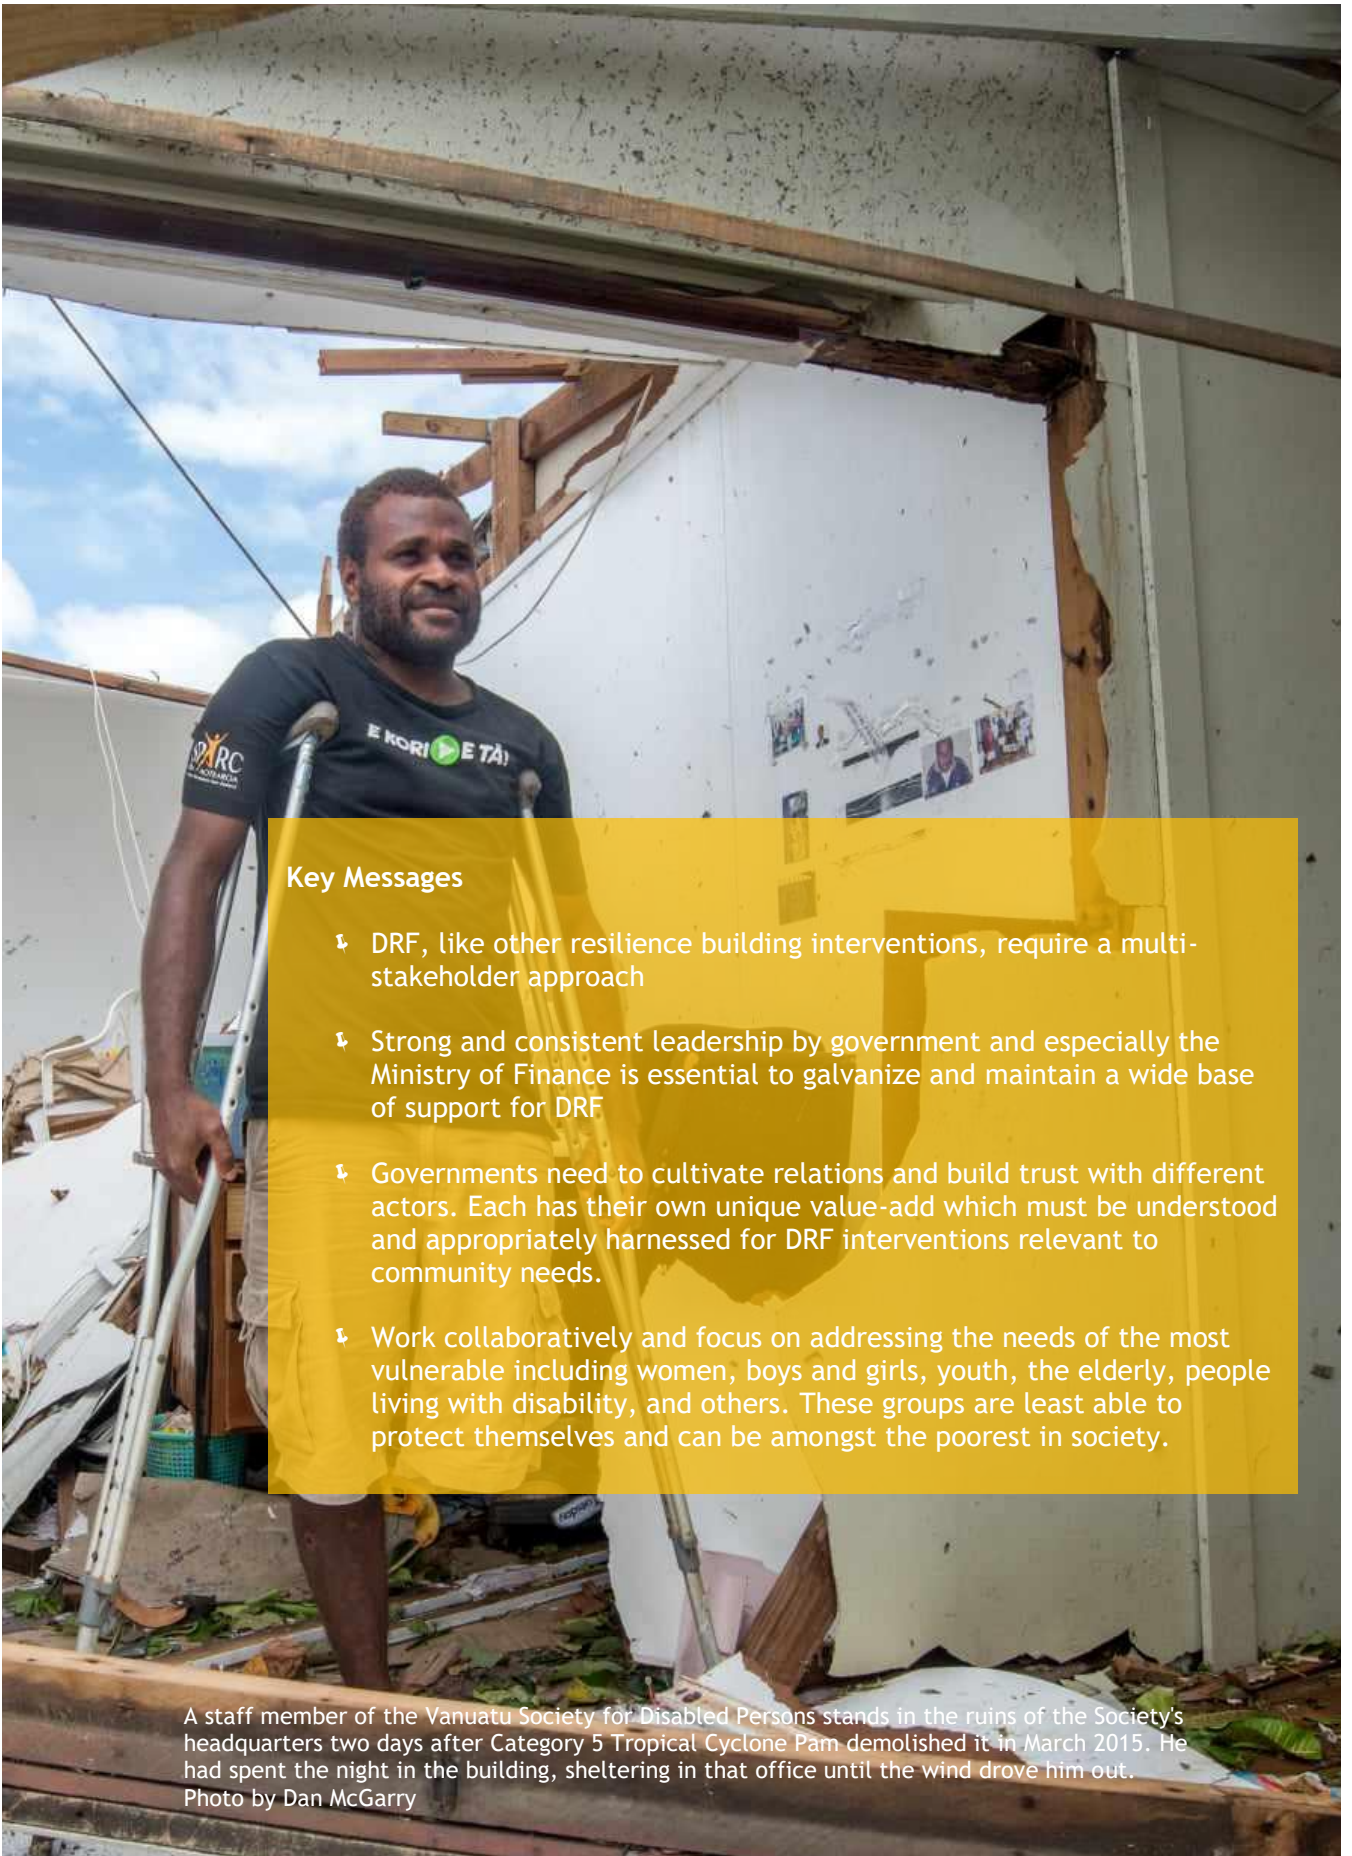 E KORI E TĀ!
SPARC
AOTEAROA
Key Messages
DRF, like other resilience building interventions, require a multi-
stakeholder approach
Strong and consistent leadership by government and especially the
Ministry of Finance is essential to galvanize and maintain a wide base
of support for DRF
Governments need to cultivate relations and build trust with different
actors. Each has their own unique value-add which must be understood
and appropriately harnessed for DRF interventions relevant to
community needs.
Work collaboratively and focus on addressing the needs of the most
vulnerable including women, boys and girls, youth, the elderly, people
living with disability, and others. These groups are least able to
protect themselves and can be amongst the poorest in society.
A staff member of the Vanuatu Society for Disabled Persons stands in the ruins of the Society's
headquarters two days after Category 5 Tropical Cyclone Pam demolished it in March 2015. He
had spent the night in the building, sheltering in that office until the wind drove him out.
Photo by Dan McGarry